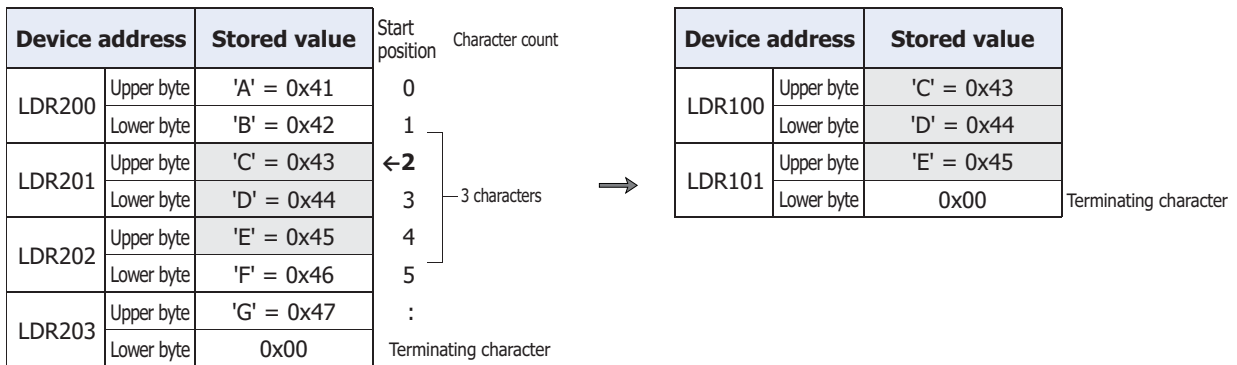 Device address Stored value Start position Character count
LDR200 Upper byte 'A' = 0x41 0
Lower byte 'B' = 0x42 1
LDR201 Upper byte 'C' = 0x43 ←2
Lower byte 'D' = 0x44 3 3 characters
LDR202 Upper byte 'E' = 0x45 4
Lower byte 'F' = 0x46 5
LDR203 Upper byte 'G' = 0x47 :
Lower byte 0x00 Terminating character
Device address Stored value
LDR100 Upper byte 'C' = 0x43
Lower byte 'D' = 0x44
LDR101 Upper byte 'E' = 0x45
Lower byte 0x00 Terminating character